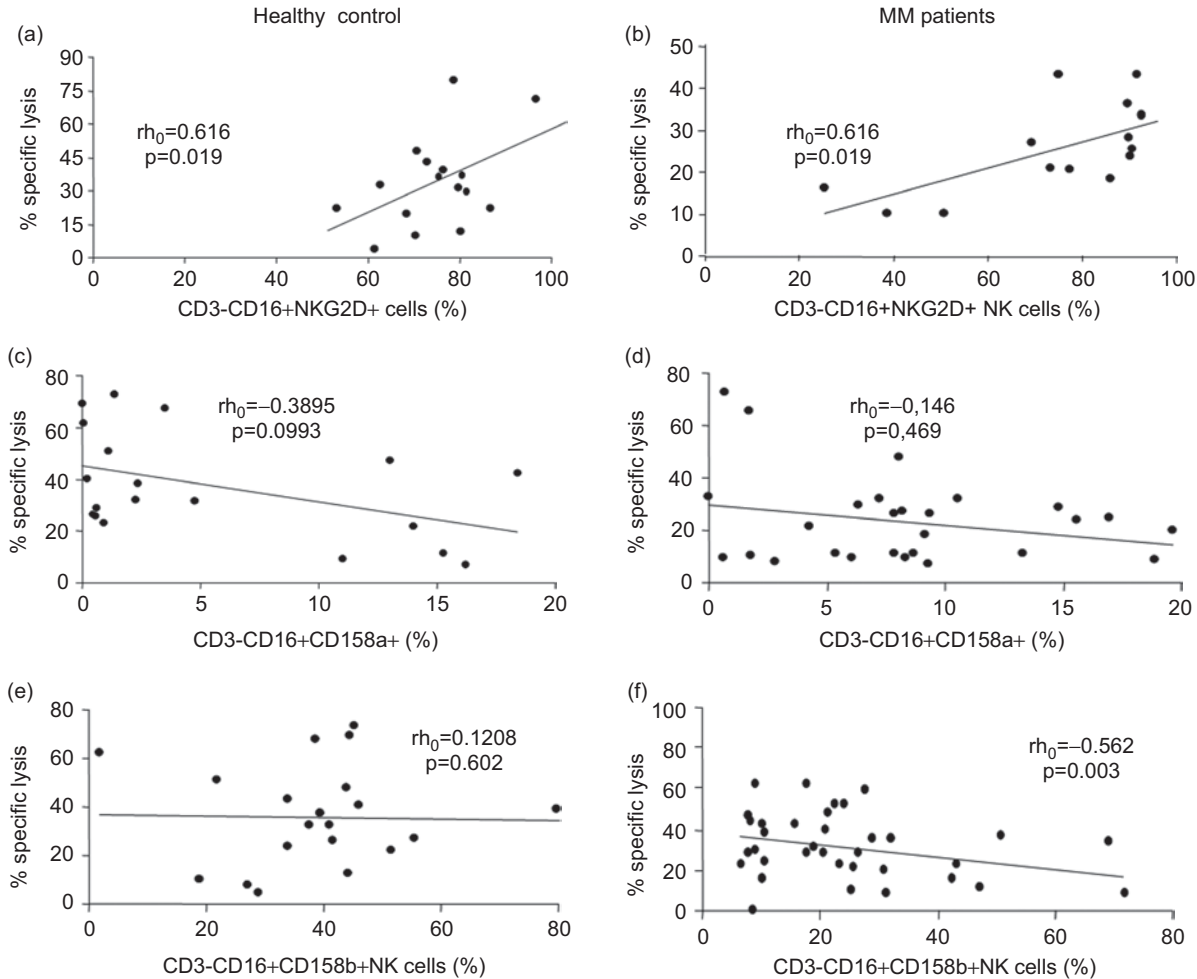 Healthy control
MM patients
(a)
90
75
60
45
30
15
0
% specific lysis
rh0=0.616
p=0.019
0 20 40 60 80 100
CD3-CD16+NKG2D+ cells (%)
(b)
50
40
30
20
10
0
% specific lysis
rh0=0.616
p=0.019
0 20 40 60 80 100
CD3-CD16+NKG2D+ NK cells (%)
(c)
80
60
40
20
0
% specific lysis
rh0=−0.3895
p=0.0993
0 5 10 15 20
CD3-CD16+CD158a+ (%)
(d)
80
60
40
20
0
% specific lysis
rh0=−0,146
p=0,469
0 5 10 15 20
CD3-CD16+CD158a+ (%)
(e)
80
60
40
20
0
% specific lysis
rh0=0.1208
p=0.602
0 20 40 60 80
CD3-CD16+CD158b+NK cells (%)
(f)
100
80
60
40
20
0
% specific lysis
rh0=−0.562
p=0.003
0 20 40 60 80
CD3-CD16+CD158b+NK cells (%)